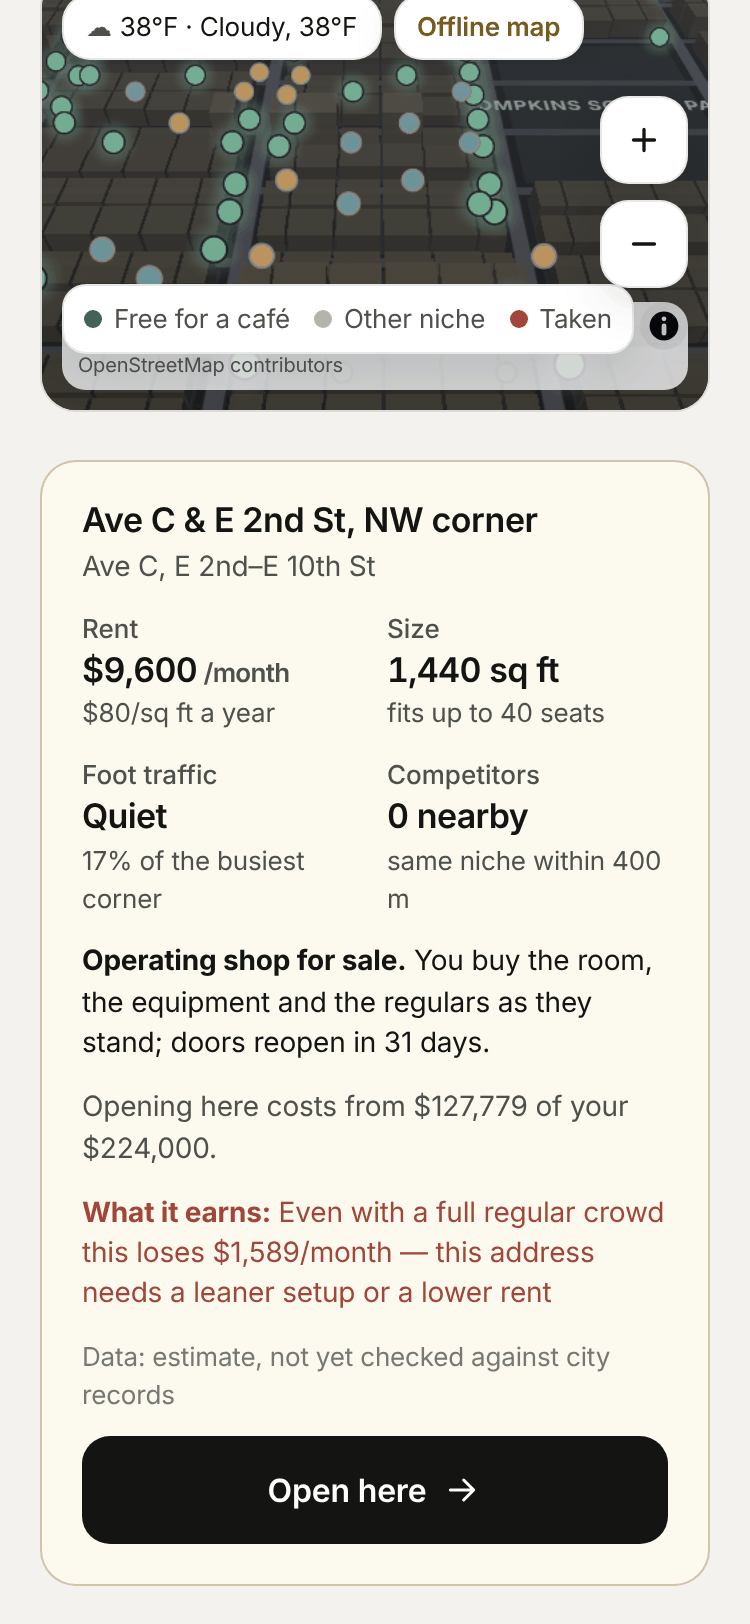 ☁ 38°F · Cloudy, 38°F
Offline map
OMPKINS SQ PA
+
−
Free for a café
Other niche
Taken
OpenStreetMap contributors
Ave C & E 2nd St, NW corner
Ave C, E 2nd–E 10th St
Rent
$9,600 /month
$80/sq ft a year
Size
1,440 sq ft
fits up to 40 seats
Foot traffic
Quiet
17% of the busiest
corner
Competitors
0 nearby
same niche within 400
m
Operating shop for sale. You buy the room,
the equipment and the regulars as they
stand; doors reopen in 31 days.
Opening here costs from $127,779 of your
$224,000.
What it earns: Even with a full regular crowd
this loses $1,589/month — this address
needs a leaner setup or a lower rent
Data: estimate, not yet checked against city
records
Open here →